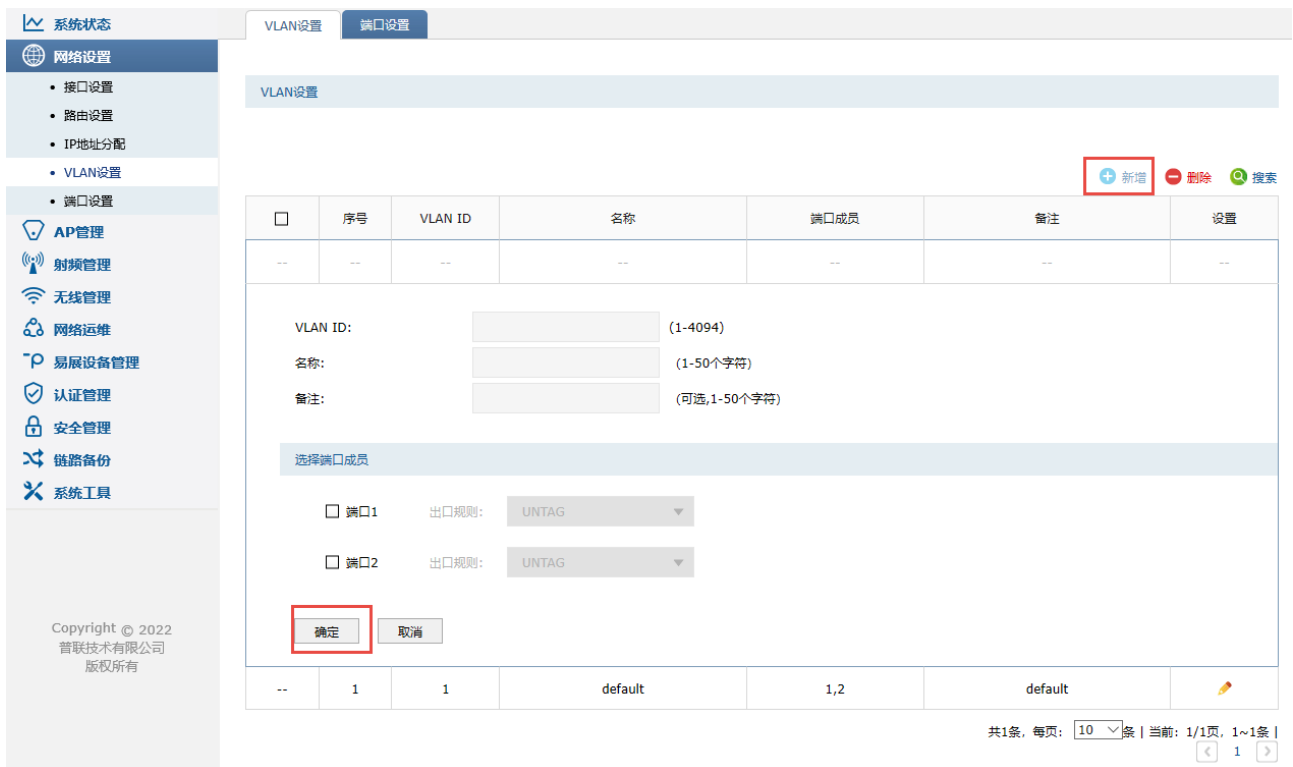 系统状态
网络设置
• 接口设置
• 路由设置
• IP地址分配
• VLAN设置
• 端口设置
AP管理
射频管理
无线管理
网络运维
易展设备管理
认证管理
安全管理
链路备份
系统工具
Copyright © 2022
普联技术有限公司
版权所有
VLAN设置 端口设置
VLAN设置
新增 删除 搜索
序号 VLAN ID 名称 端口成员 备注 设置
-- -- -- -- -- -- --
VLAN ID: (1-4094)
名称: (1-50个字符)
备注: (可选,1-50个字符)
选择端口成员
端口1 出口规则: UNTAG
端口2 出口规则: UNTAG
确定 取消
-- 1 1 default 1,2 default
共1条, 每页: 10 条 | 当前: 1/1页, 1~1条 |
< 1 >